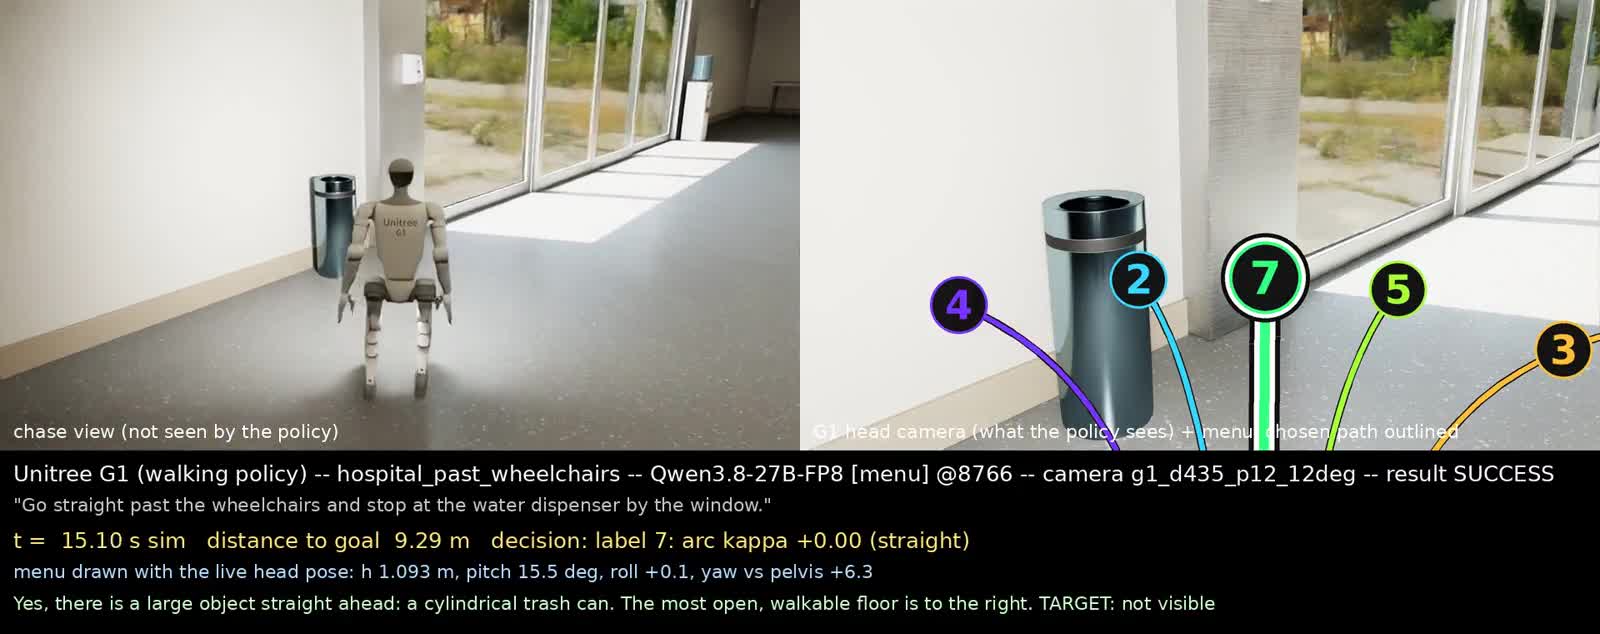 Unitree
G1
4
2
7
5
3
chase view (not seen by the policy)
G1 head camera (what the policy sees) + menu, chosen path outlined
Unitree G1 (walking policy) -- hospital_past_wheelchairs -- Qwen3.8-27B-FP8 [menu] @8766 -- camera g1_d435_p12_12deg -- result SUCCESS
"Go straight past the wheelchairs and stop at the water dispenser by the window."
t =  15.10 s sim   distance to goal  9.29 m   decision: label 7: arc kappa +0.00 (straight)
menu drawn with the live head pose: h 1.093 m, pitch 15.5 deg, roll +0.1, yaw vs pelvis +6.3
Yes, there is a large object straight ahead: a cylindrical trash can. The most open, walkable floor is to the right. TARGET: not visible